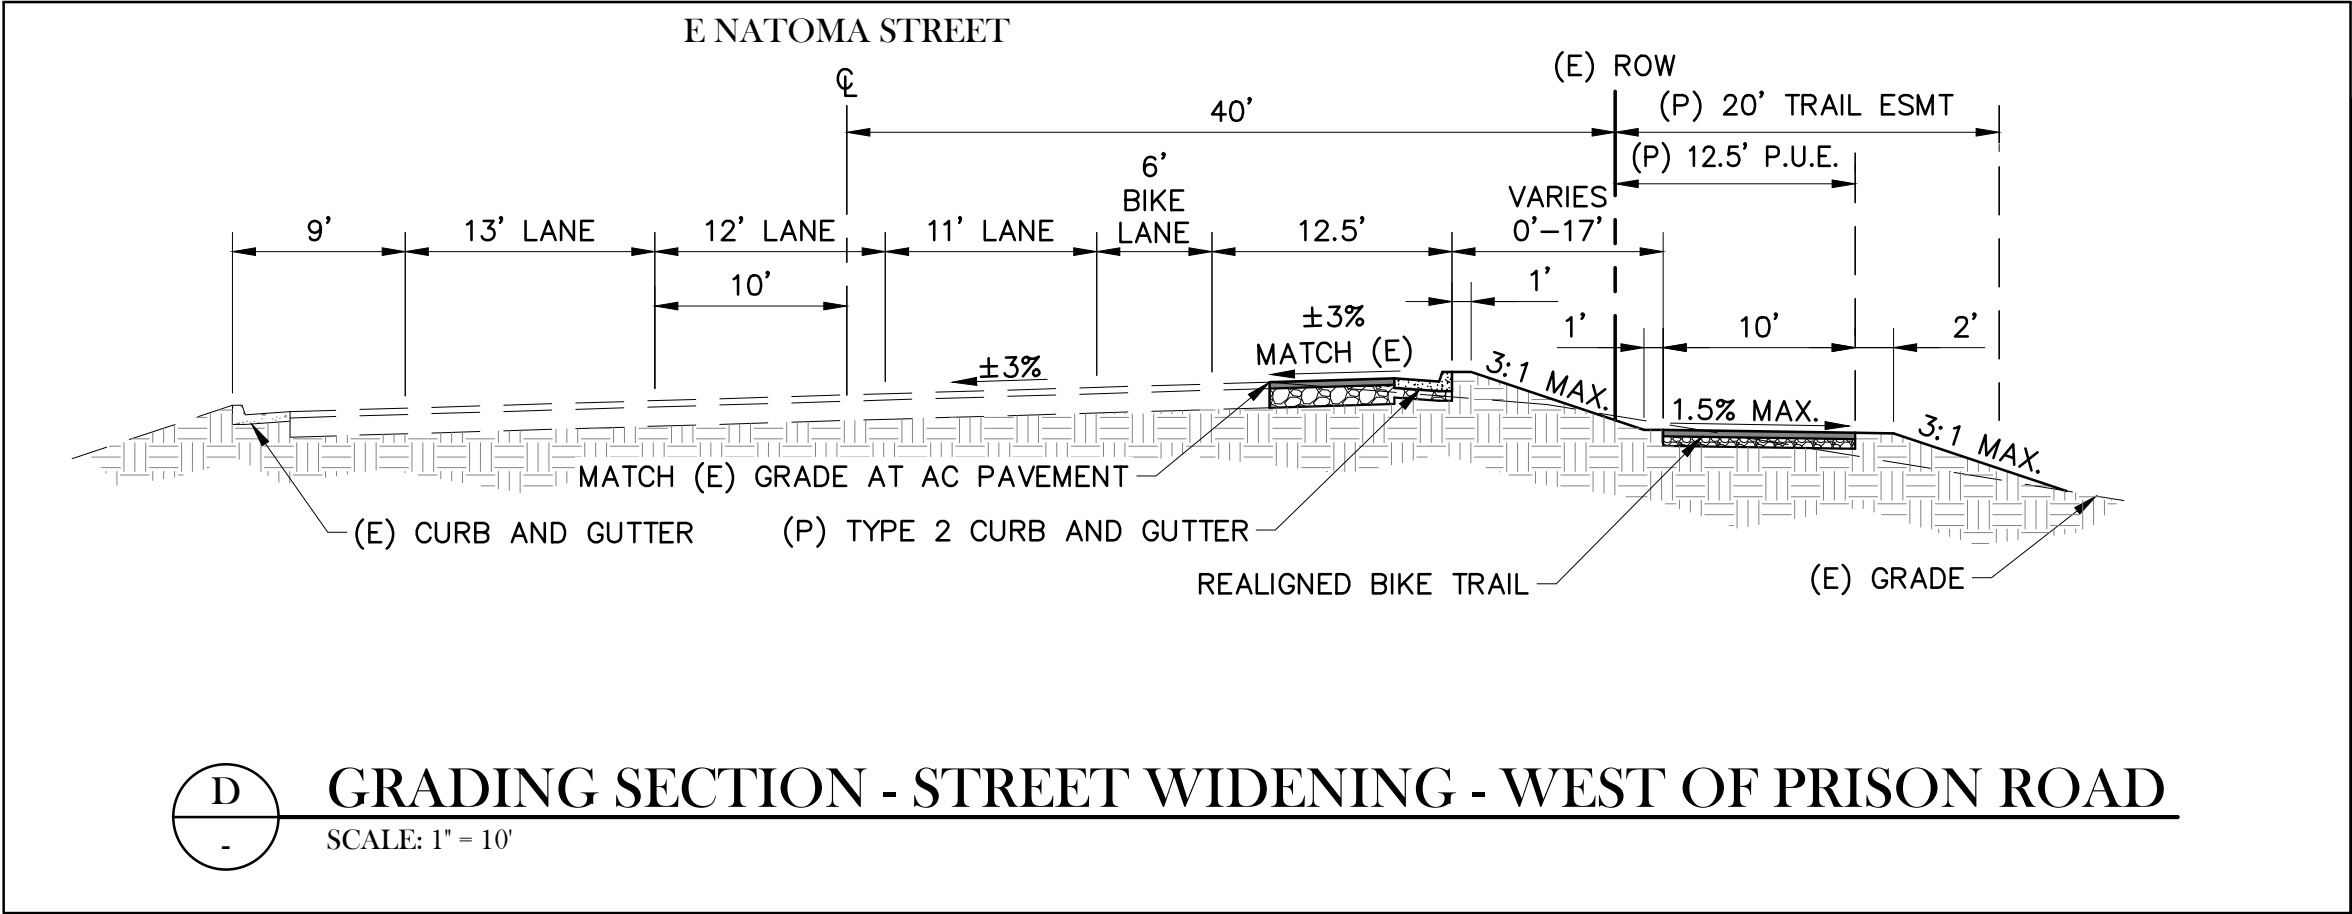 E NATOMA STREET
℄
(E) ROW
40'
(P) 20' TRAIL ESMT
(P) 12.5' P.U.E.
6'
BIKE
LANE
VARIES
0'-17'
9'
13' LANE
12' LANE
11' LANE
12.5'
10'
1'
±3%
MATCH (E)
±3%
1'
10'
2'
3:1 MAX.
1.5% MAX.
3:1 MAX.
MATCH (E) GRADE AT AC PAVEMENT
(E) CURB AND GUTTER
(P) TYPE 2 CURB AND GUTTER
REALIGNED BIKE TRAIL
(E) GRADE
D
-
GRADING SECTION - STREET WIDENING - WEST OF PRISON ROAD
SCALE: 1" = 10'